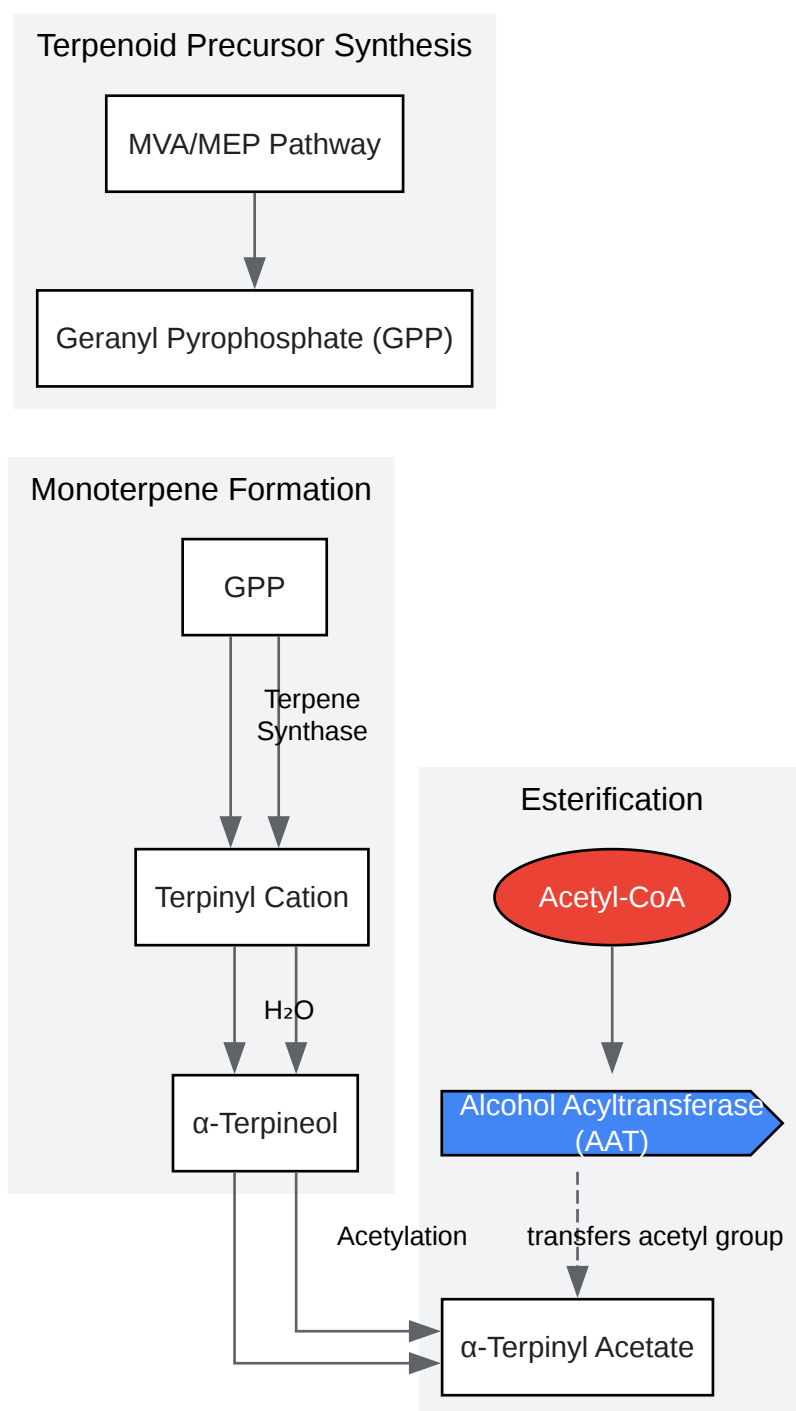 Terpenoid Precursor Synthesis
MVA/MEP Pathway
Geranyl Pyrophosphate (GPP)
Monoterpene Formation
GPP
Terpene
Synthase
Terpinyl Cation
H₂O
α-Terpineol
Esterification
Acetyl-CoA
Alcohol Acyltransferase
(AAT)
Acetylation
transfers acetyl group
α-Terpinyl Acetate